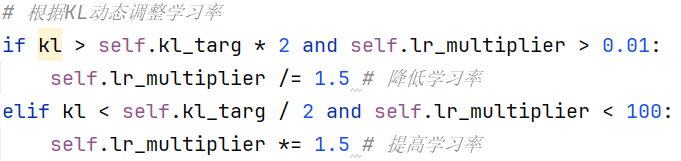 # 根据KL动态调整学习率
if kl > self.kl_targ * 2 and self.lr_multiplier > 0.01:
    self.lr_multiplier /= 1.5 # 降低学习率
elif kl < self.kl_targ / 2 and self.lr_multiplier < 100:
    self.lr_multiplier *= 1.5 # 提高学习率